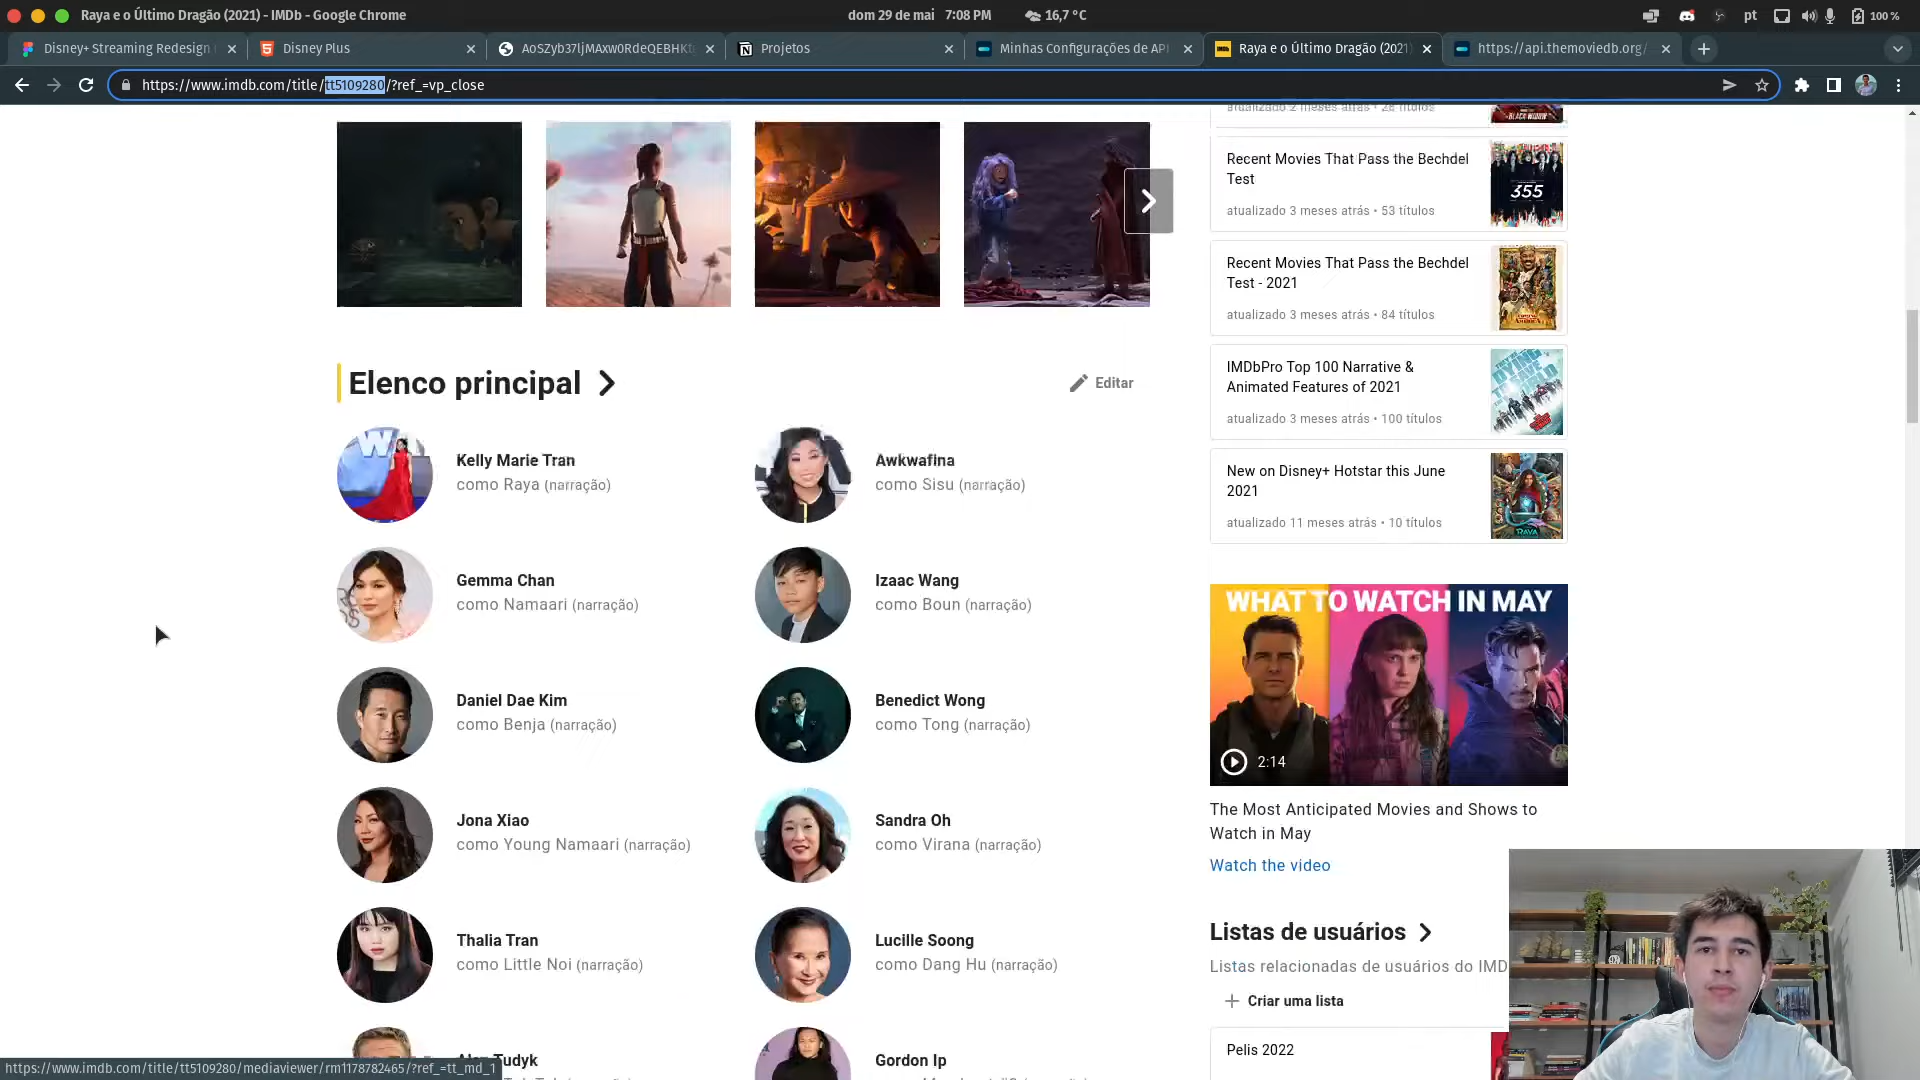 Raya e o Último Dragão (2021) - IMDb - Google Chrome
dom 29 de mai 7:08 PM
16,7 °C
pt
100 %
Disney+ Streaming Redesign
Disney Plus
Projetos
Minhas Configurações de API
Raya e o Último Dragão (2021)
https://api.themoviedb.org/
https://www.imdb.com/title/tt5109280/?ref_=vp_close
atualizado 2 meses atrás • 28 títulos
BLACK WIDOW
Recent Movies That Pass the Bechdel
Test
atualizado 3 meses atrás • 53 títulos
355
Recent Movies That Pass the Bechdel
Test - 2021
atualizado 3 meses atrás • 84 títulos
IMDbPro Top 100 Narrative &
Animated Features of 2021
atualizado 3 meses atrás • 100 títulos
New on Disney+ Hotstar this June
2021
atualizado 11 meses atrás • 10 títulos
RAYA
Elenco principal
Editar
Kelly Marie Tran
como Raya (narração)
Awkwafina
como Sisu (narração)
Gemma Chan
como Namaari (narração)
Izaac Wang
como Boun (narração)
Daniel Dae Kim
como Benja (narração)
Benedict Wong
como Tong (narração)
Jona Xiao
como Young Namaari (narração)
Sandra Oh
como Virana (narração)
Thalia Tran
como Little Noi (narração)
Lucille Soong
como Dang Hu (narração)
Alan Tudyk
Gordon Ip
WHAT TO WATCH IN MAY
2:14
The Most Anticipated Movies and Shows to
Watch in May
Watch the video
Listas de usuários
Listas relacionadas de usuários do IMD
Criar uma lista
Pelis 2022
https://www.imdb.com/title/tt5109280/mediaviewer/rm1178782465/?ref_=tt_md_1